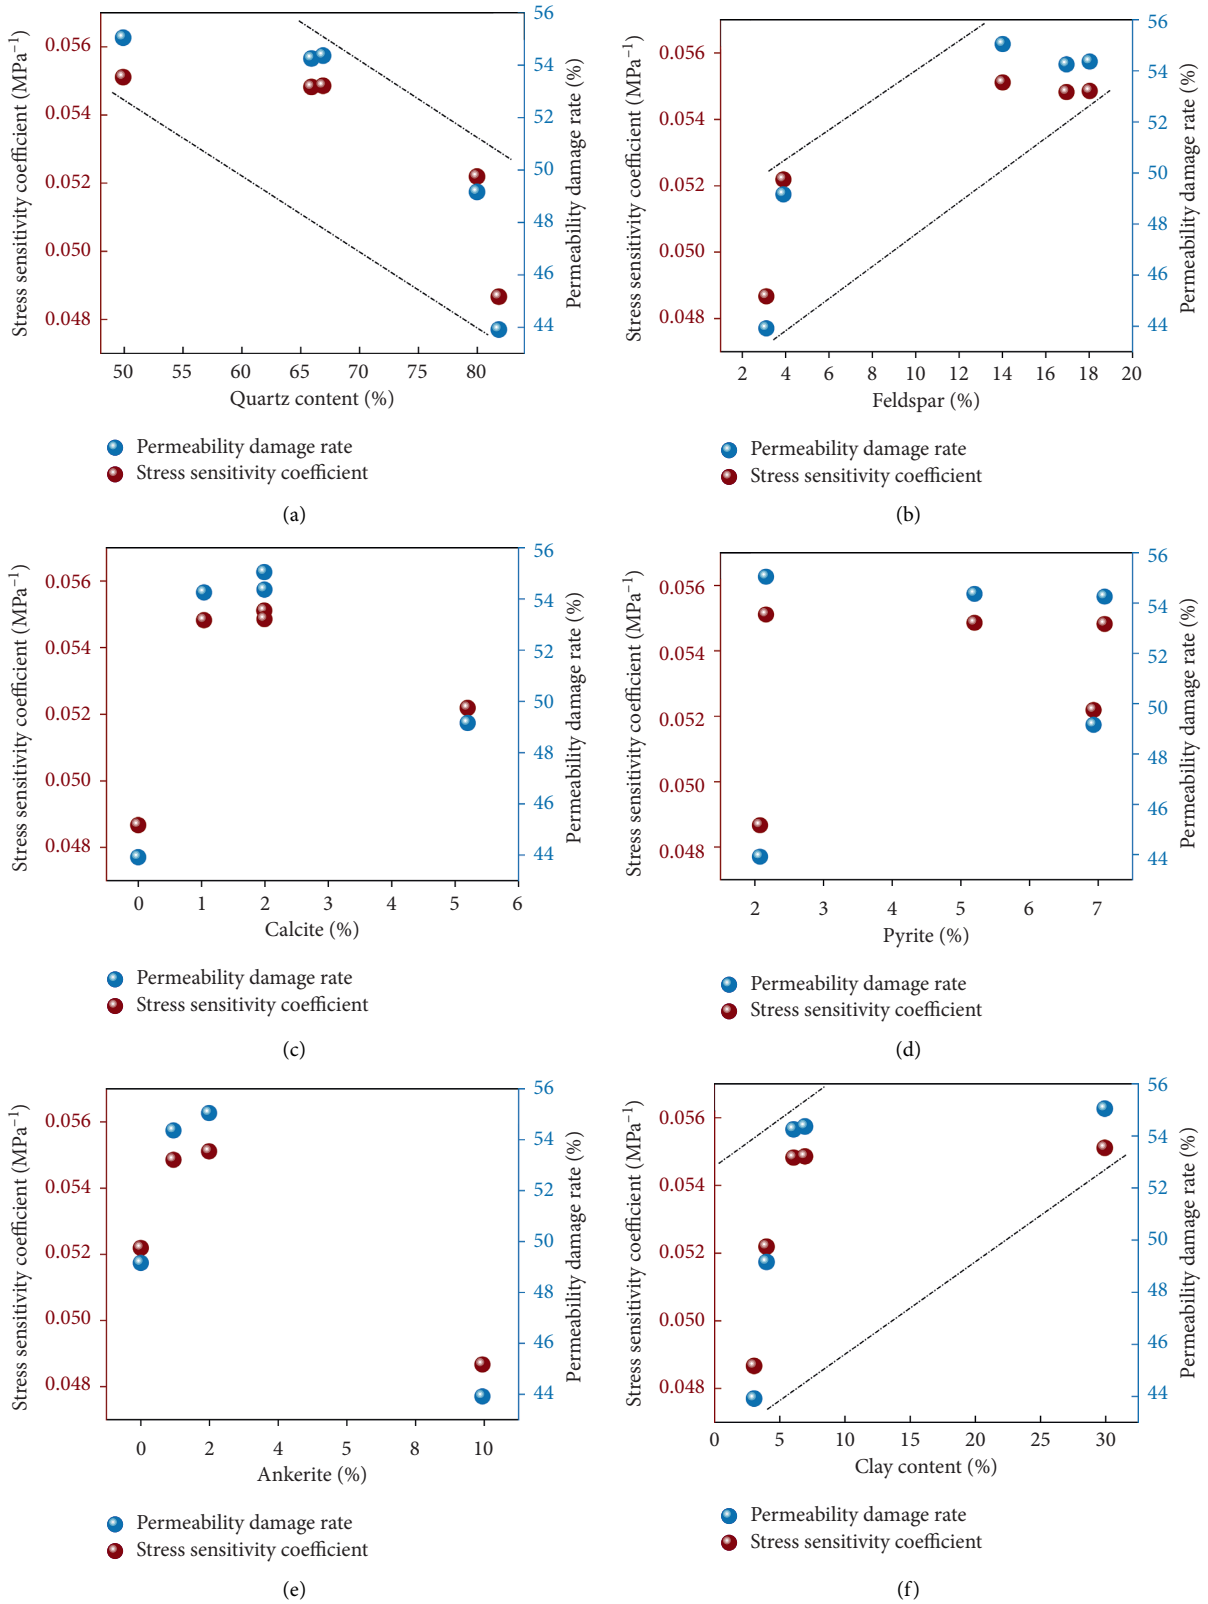 Stress sensitivity coefficient (MPa⁻¹)
0.056
0.054
0.052
0.050
0.048
56
54
52
50
48
46
44
Permeability damage rate (%)
50 55 60 65 70 75 80
Quartz content (%)
Permeability damage rate
Stress sensitivity coefficient
(a)
Stress sensitivity coefficient (MPa⁻¹)
0.056
0.054
0.052
0.050
0.048
56
54
52
50
48
46
44
Permeability damage rate (%)
2 4 6 8 10 12 14 16 18 20
Feldspar (%)
Permeability damage rate
Stress sensitivity coefficient
(b)
Stress sensitivity coefficient (MPa⁻¹)
0.056
0.054
0.052
0.050
0.048
56
54
52
50
48
46
44
Permeability damage rate (%)
0 1 2 3 4 5 6
Calcite (%)
Permeability damage rate
Stress sensitivity coefficient
(c)
Stress sensitivity coefficient (MPa⁻¹)
0.056
0.054
0.052
0.050
0.048
56
54
52
50
48
46
44
Permeability damage rate (%)
2 3 4 5 6 7
Pyrite (%)
Permeability damage rate
Stress sensitivity coefficient
(d)
Stress sensitivity coefficient (MPa⁻¹)
0.056
0.054
0.052
0.050
0.048
56
54
52
50
48
46
44
Permeability damage rate (%)
0 2 4 5 8 10
Ankerite (%)
Permeability damage rate
Stress sensitivity coefficient
(e)
Stress sensitivity coefficient (MPa⁻¹)
0.056
0.054
0.052
0.050
0.048
56
54
52
50
48
46
44
Permeability damage rate (%)
0 5 10 15 20 25 30
Clay content (%)
Permeability damage rate
Stress sensitivity coefficient
(f)